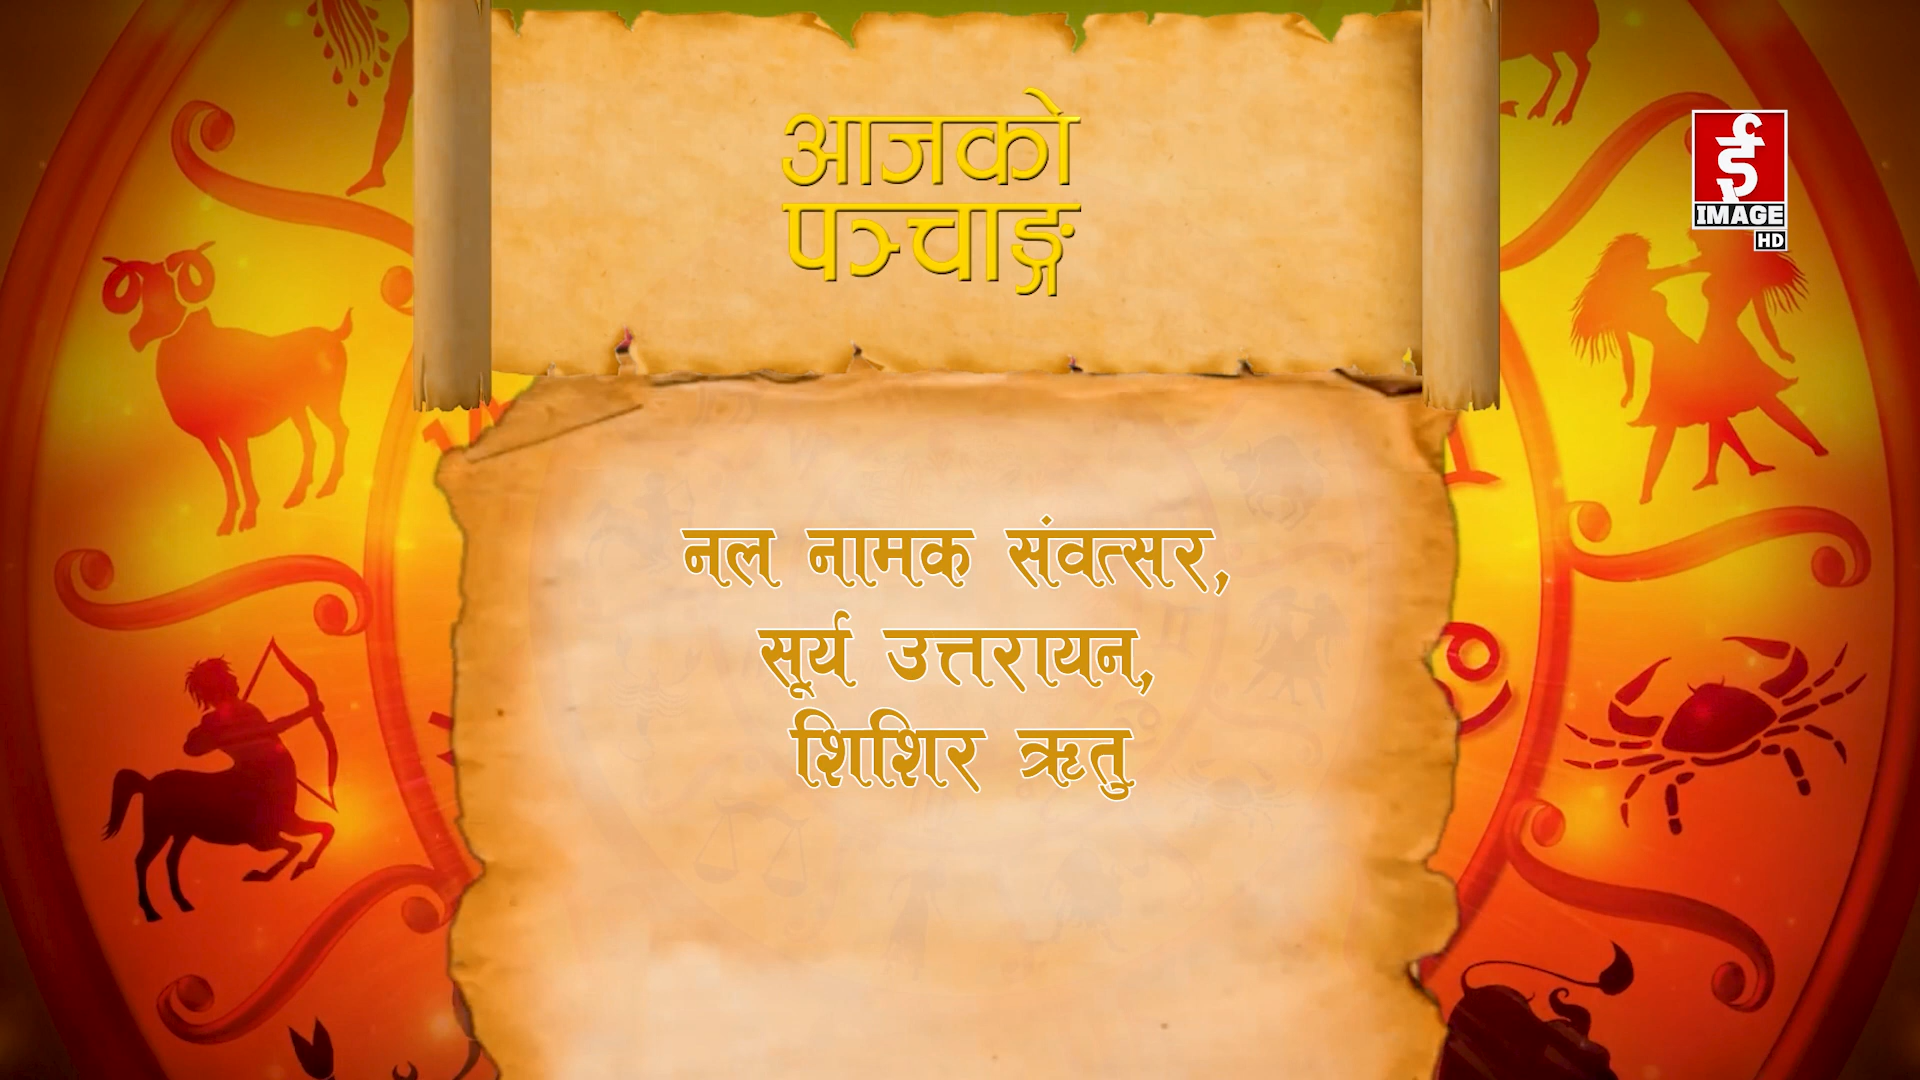 आजको
पञ्चाङ्ग
IMAGE
HD
नल नामक संवत्सर,
सूर्य उत्तरायन,
शिशिर ऋतु